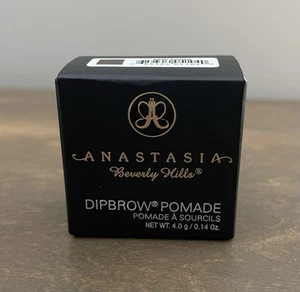 ANASTASIA
Beverly Hills®
DIPBROW® POMADE
POMADE À SOURCILS
NET WT. 4.0 g / 0.14 Oz.